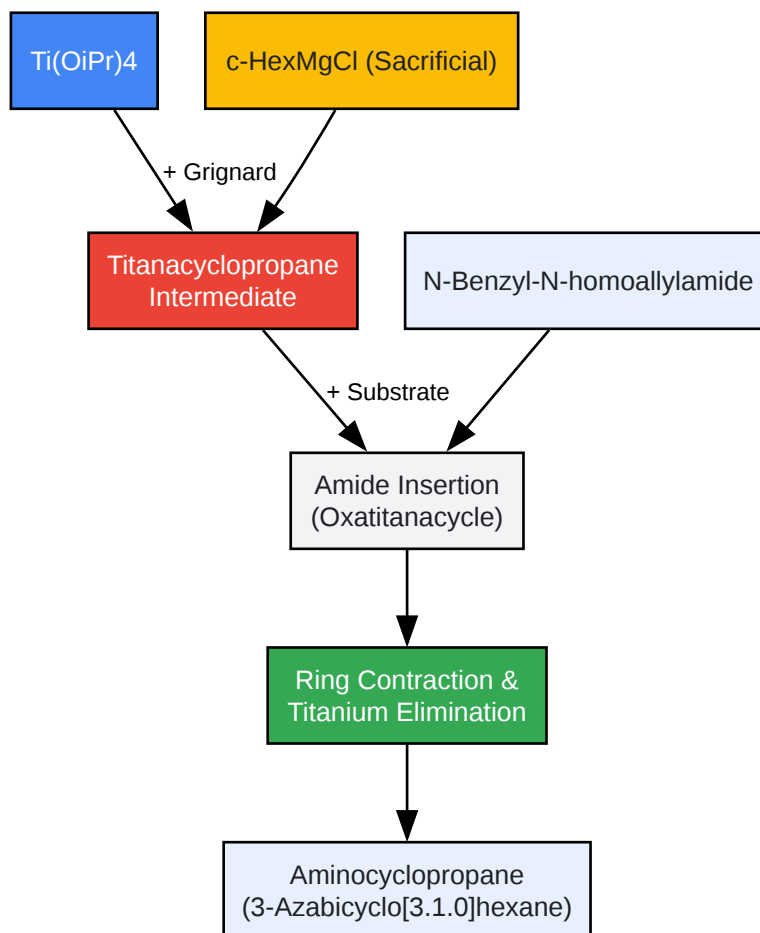 Ti(OiPr)4
c-HexMgCl (Sacrificial)
+ Grignard
Titanacyclopropane
Intermediate
N-Benzyl-N-homoallylamide
+ Substrate
Amide Insertion
(Oxatitanacycle)
Ring Contraction &
Titanium Elimination
Aminocyclopropane
(3-Azabicyclo[3.1.0]hexane)